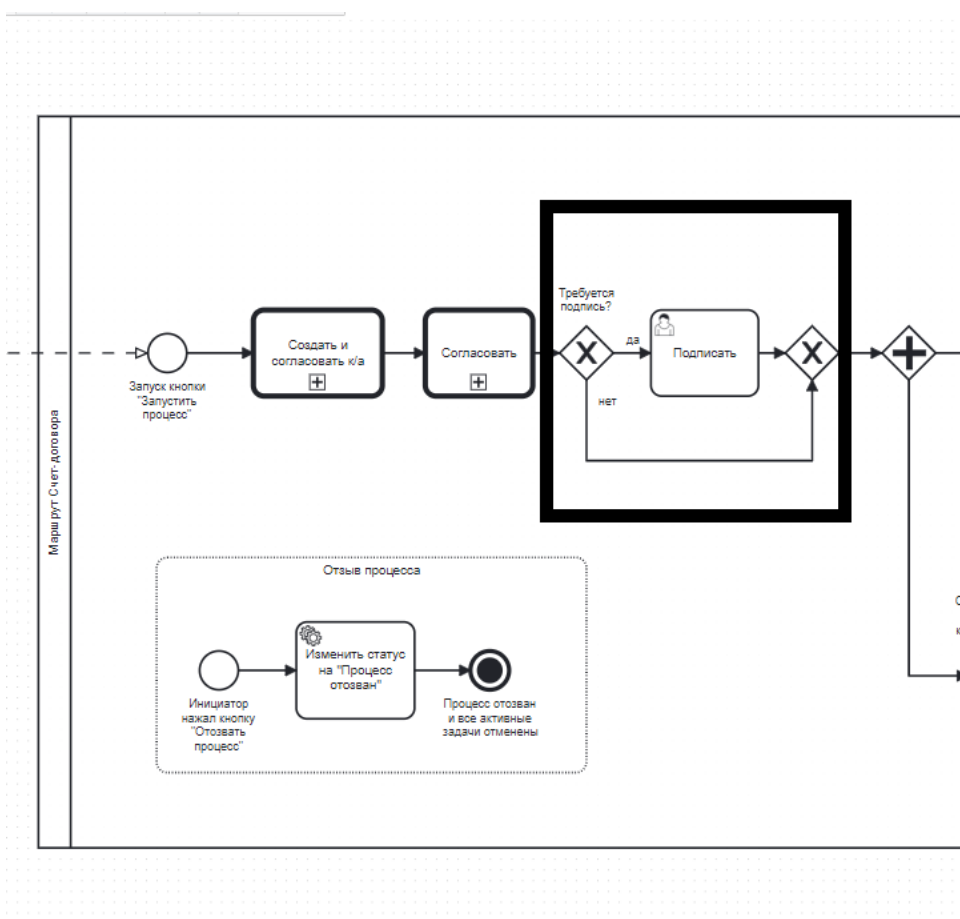 Маршрут Счет-договора
Запуск кнопки
"Запустить
процесс"
Создать и
согласовать к/а
Согласовать
Требуется
подпись?
да
нет
Подписать
Отзыв процесса
Инициатор
нажал кнопку
"Отозвать
процесс"
Изменить статус
на "Процесс
отозван"
Процесс отозван
и все активные
задачи отменены